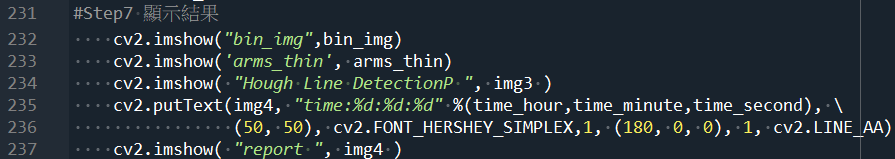 231 #Step7 顯示結果
232     cv2.imshow("bin_img",bin_img)
233     cv2.imshow('arms_thin', arms_thin)
234     cv2.imshow( "Hough Line DetectionP ", img3 )
235     cv2.putText(img4, "time:%d:%d:%d" %(time_hour,time_minute,time_second), \
236                 (50, 50), cv2.FONT_HERSHEY_SIMPLEX,1, (180, 0, 0), 1, cv2.LINE_AA)
237     cv2.imshow( "report ", img4 )